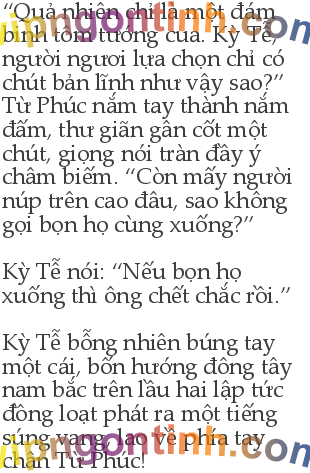 “Quả nhiên chỉ là một đám
binh tôm tướng cua. Kỳ Tễ,
người ngươi lựa chọn chỉ có
chút bản lĩnh như vậy sao?”
Từ Phúc nắm tay thành nắm
đấm, thư giãn gân cốt một
chút, giọng nói tràn đầy ý
châm biếm. “Còn mấy người
núp trên cao đâu, sao không
gọi bọn họ cùng xuống?”
Kỳ Tễ nói: “Nếu bọn họ
xuống thì ông chết chắc rồi.”
Kỳ Tễ bỗng nhiên búng tay
một cái, bốn hướng đông tây
nam bắc trên lầu hai lập tức
đồng loạt phát ra một tiếng
súng vang dao về phía tay
chân Từ Phúc!
vipngontinh.com
vipngontinh.com